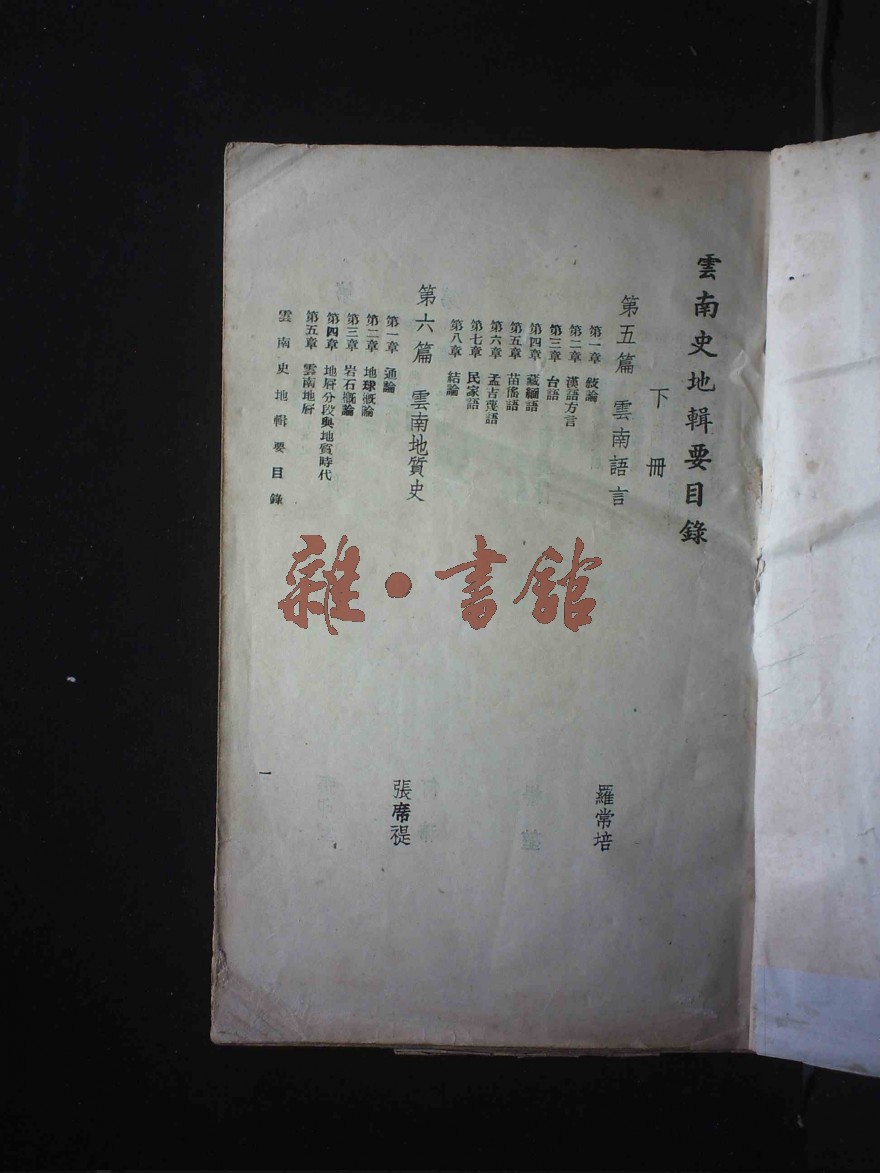 雲南史地輯要目錄
下冊
第五篇 雲南語言 羅常培
第一章 敘論
第二章 漢語方言
第三章 台語
第四章 藏緬語
第五章 苗傜語
第六章 孟吉蔑語
第七章 民家語
第八章 結論
第六篇 雲南地質史 張席禔
第一章 通論
第二章 地球概論
第三章 岩石概論
第四章 地層分段與地質時代
第五章 雲南地層
雲南史地輯要目錄
一
雜·書館